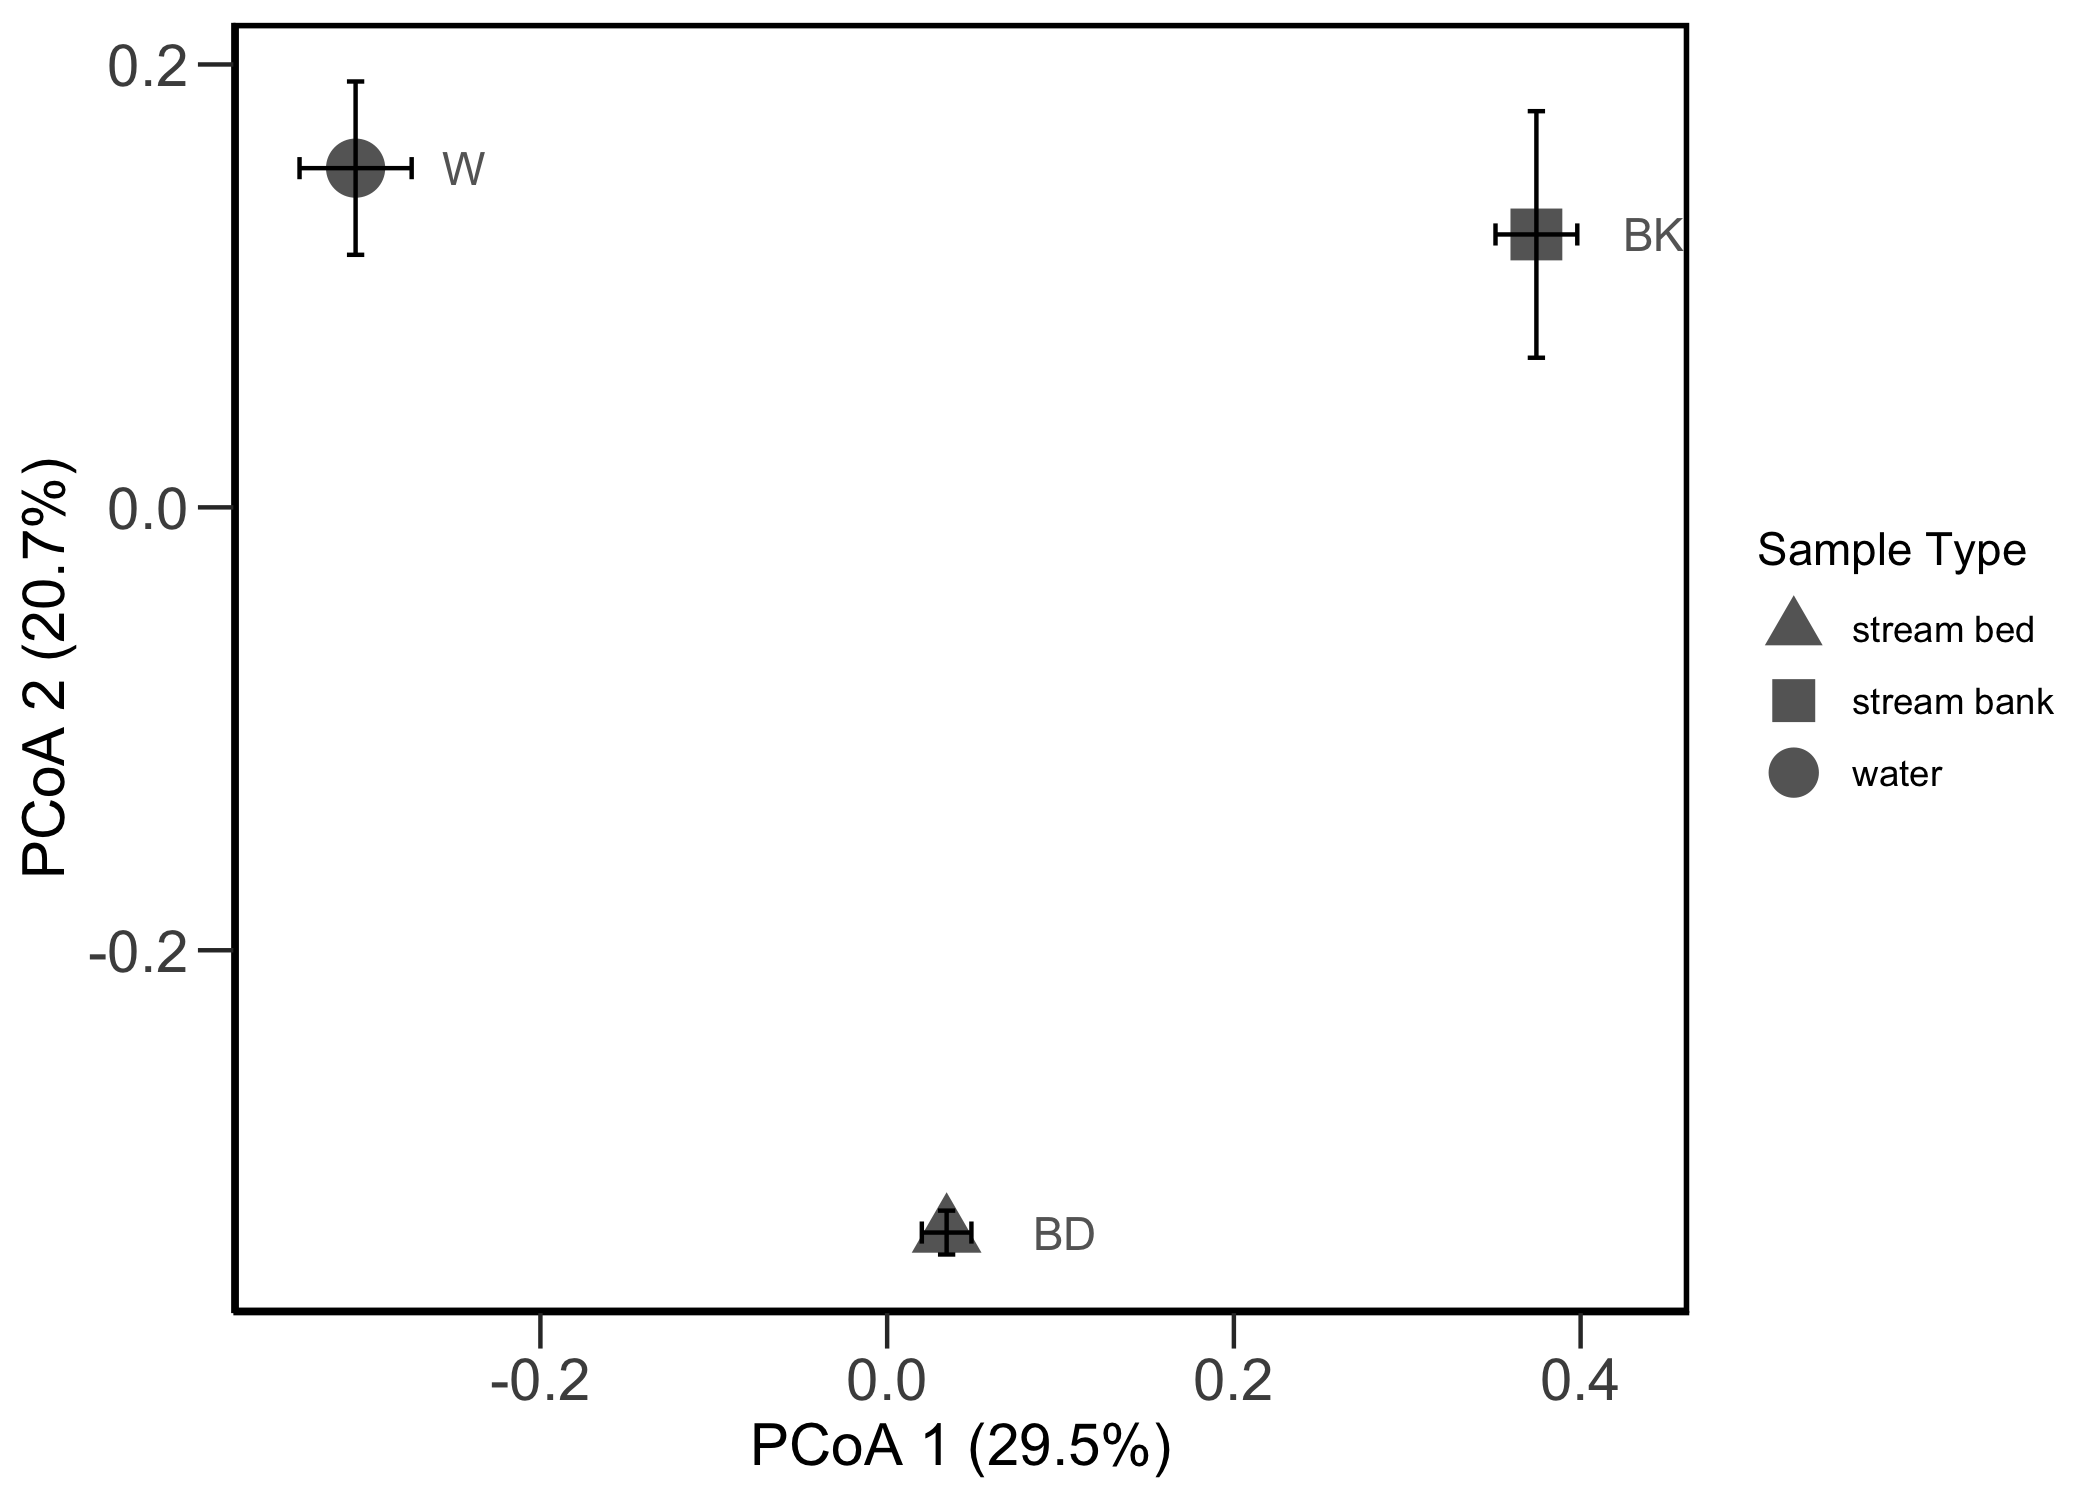 0.2
0.0
-0.2
PCoA 2 (20.7%)
W
BK
BD
-0.2
0.0
0.2
0.4
PCoA 1 (29.5%)
Sample Type
stream bed
stream bank
water